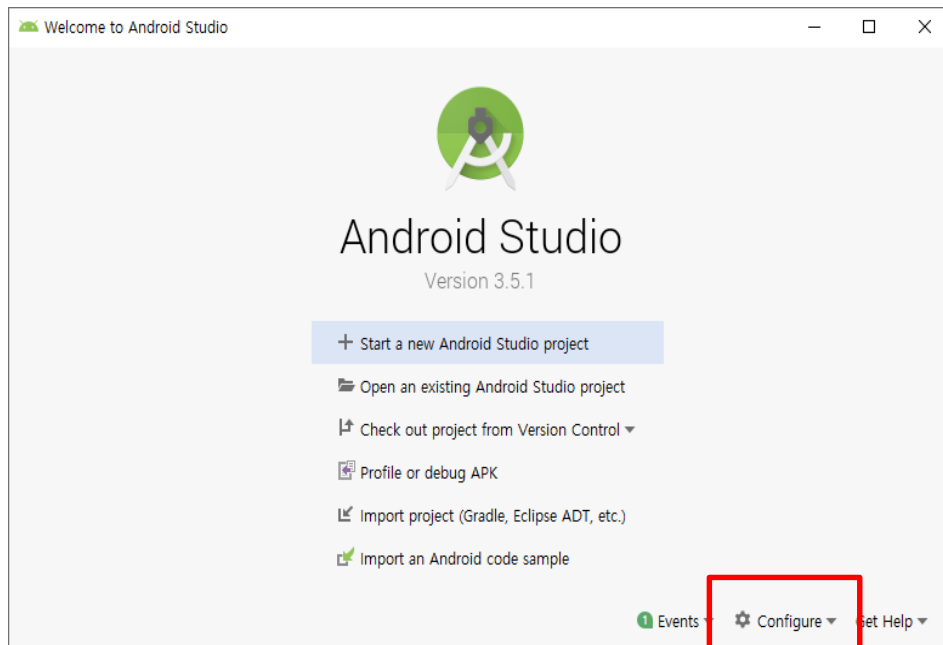 Welcome to Android Studio
Android Studio
Version 3.5.1
Start a new Android Studio project
Open an existing Android Studio project
Check out project from Version Control
Profile or debug APK
Import project (Gradle, Eclipse ADT, etc.)
Import an Android code sample
1 Events Configure Get Help